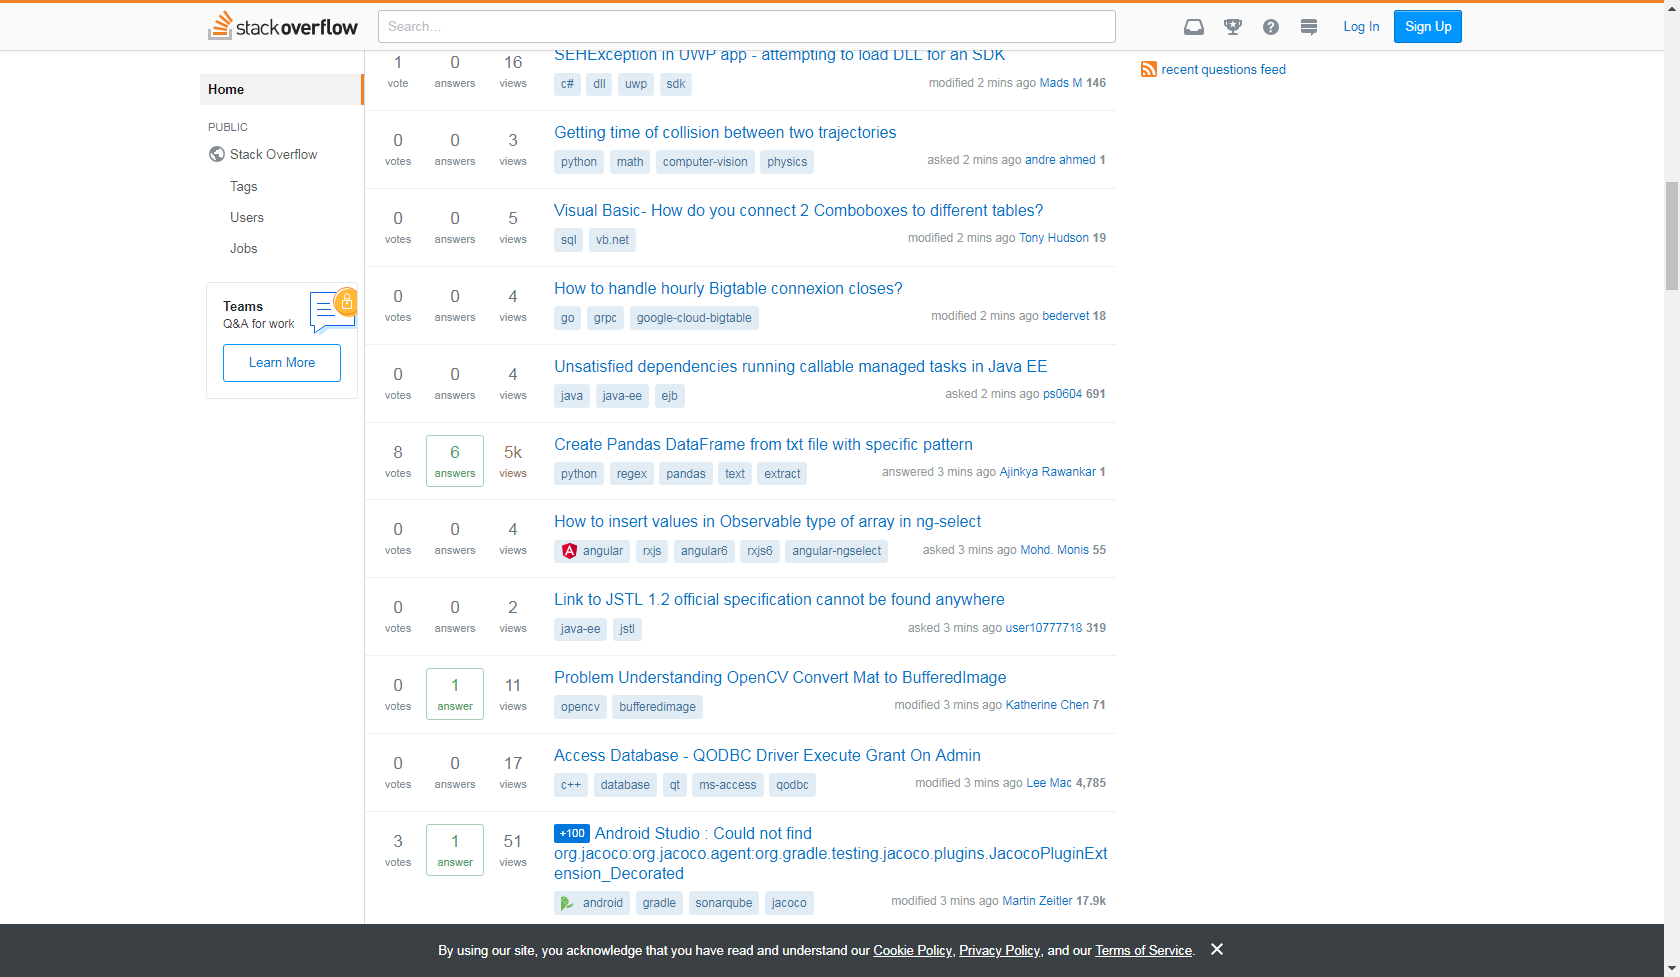 stackoverflow
Search...
Log In
Sign Up
Home
PUBLIC
Stack Overflow
Tags
Users
Jobs
Teams
Q&A for work
Learn More
1 0 16
vote answers views
SEHException in UWP app - attempting to load DLL for an SDK
c# dll uwp sdk
modified 2 mins ago Mads M 146
0 0 3
votes answers views
Getting time of collision between two trajectories
python math computer-vision physics
asked 2 mins ago andre ahmed 1
0 0 5
votes answers views
Visual Basic- How do you connect 2 Comboboxes to different tables?
sql vb.net
modified 2 mins ago Tony Hudson 19
0 0 4
votes answers views
How to handle hourly Bigtable connexion closes?
go grpc google-cloud-bigtable
modified 2 mins ago bedervet 18
0 0 4
votes answers views
Unsatisfied dependencies running callable managed tasks in Java EE
java java-ee ejb
asked 2 mins ago ps0604 691
8 6 5k
votes answers views
Create Pandas DataFrame from txt file with specific pattern
python regex pandas text extract
answered 3 mins ago Ajinkya Rawankar 1
0 0 4
votes answers views
How to insert values in Observable type of array in ng-select
angular rxjs angular6 rxjs6 angular-ngselect
asked 3 mins ago Mohd. Monis 55
0 0 2
votes answers views
Link to JSTL 1.2 official specification cannot be found anywhere
java-ee jstl
asked 3 mins ago user10777718 319
0 1 11
votes answer views
Problem Understanding OpenCV Convert Mat to BufferedImage
opencv bufferedimage
modified 3 mins ago Katherine Chen 71
0 0 17
votes answers views
Access Database - QODBC Driver Execute Grant On Admin
c++ database qt ms-access qodbc
modified 3 mins ago Lee Mac 4,785
3 1 51
votes answer views
+100 Android Studio : Could not find
org.jacoco:org.jacoco.agent:org.gradle.testing.jacoco.plugins.JacocoPluginExt
ension_Decorated
android gradle sonarqube jacoco
modified 3 mins ago Martin Zeitler 17.9k
recent questions feed
By using our site, you acknowledge that you have read and understand our Cookie Policy, Privacy Policy, and our Terms of Service.